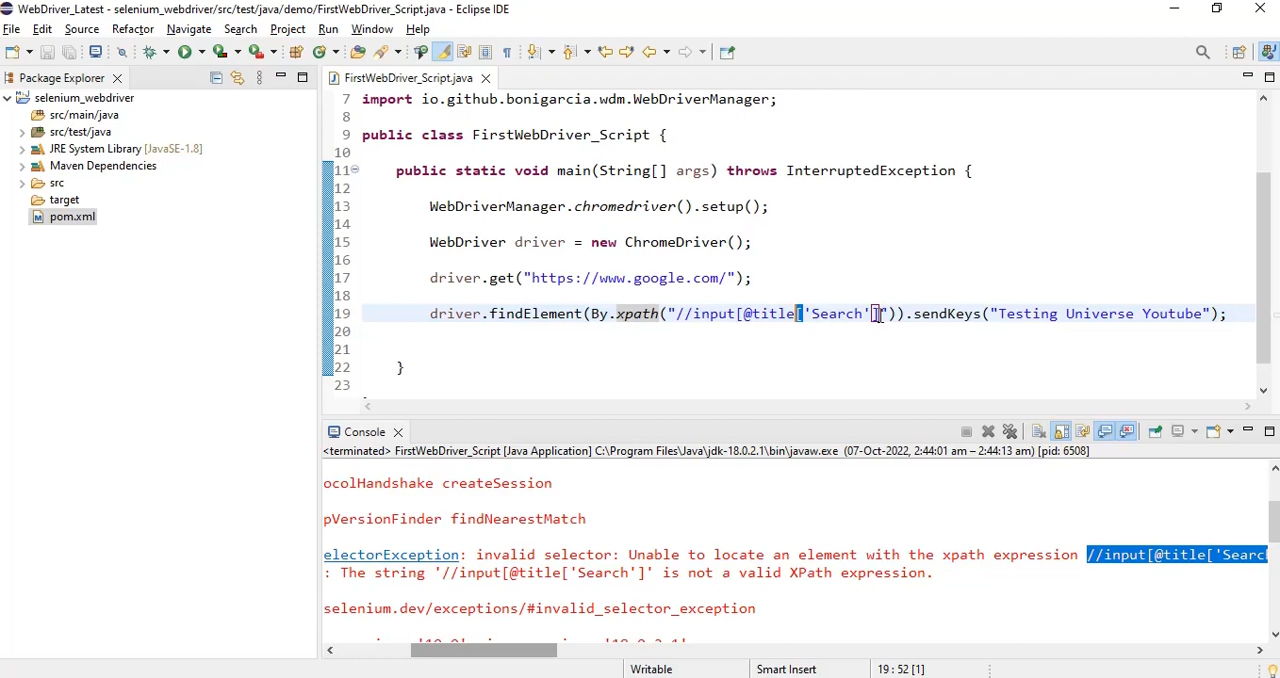 WebDriver_Latest - selenium_webdriver/src/test/java/demo/FirstWebDriver_Script.java - Eclipse IDE
File Edit Source Refactor Navigate Search Project Run Window Help
Package Explorer
selenium_webdriver
src/main/java
src/test/java
JRE System Library [JavaSE-1.8]
Maven Dependencies
src
target
pom.xml
FirstWebDriver_Script.java
7 import io.github.bonigarcia.wdm.WebDriverManager;
8
9 public class FirstWebDriver_Script {
10
11 public static void main(String[] args) throws InterruptedException {
12
13 WebDriverManager.chromedriver().setup();
14
15 WebDriver driver = new ChromeDriver();
16
17 driver.get("https://www.google.com/");
18
19 driver.findElement(By.xpath("//input[@title['Search']")).sendKeys("Testing Universe Youtube");
20
21
22 }
23
Console
<terminated> FirstWebDriver_Script [Java Application] C:\Program Files\Java\jdk-18.0.2.1\bin\javaw.exe (07-Oct-2022, 2:44:01 am – 2:44:13 am) [pid: 6508]
ocolHandshake createSession
pVersionFinder findNearestMatch
electorException: invalid selector: Unable to locate an element with the xpath expression //input[@title['Search
: The string '//input[@title['Search']' is not a valid XPath expression.
selenium.dev/exceptions/#invalid_selector_exception
Writable Smart Insert 19 : 52 [1]